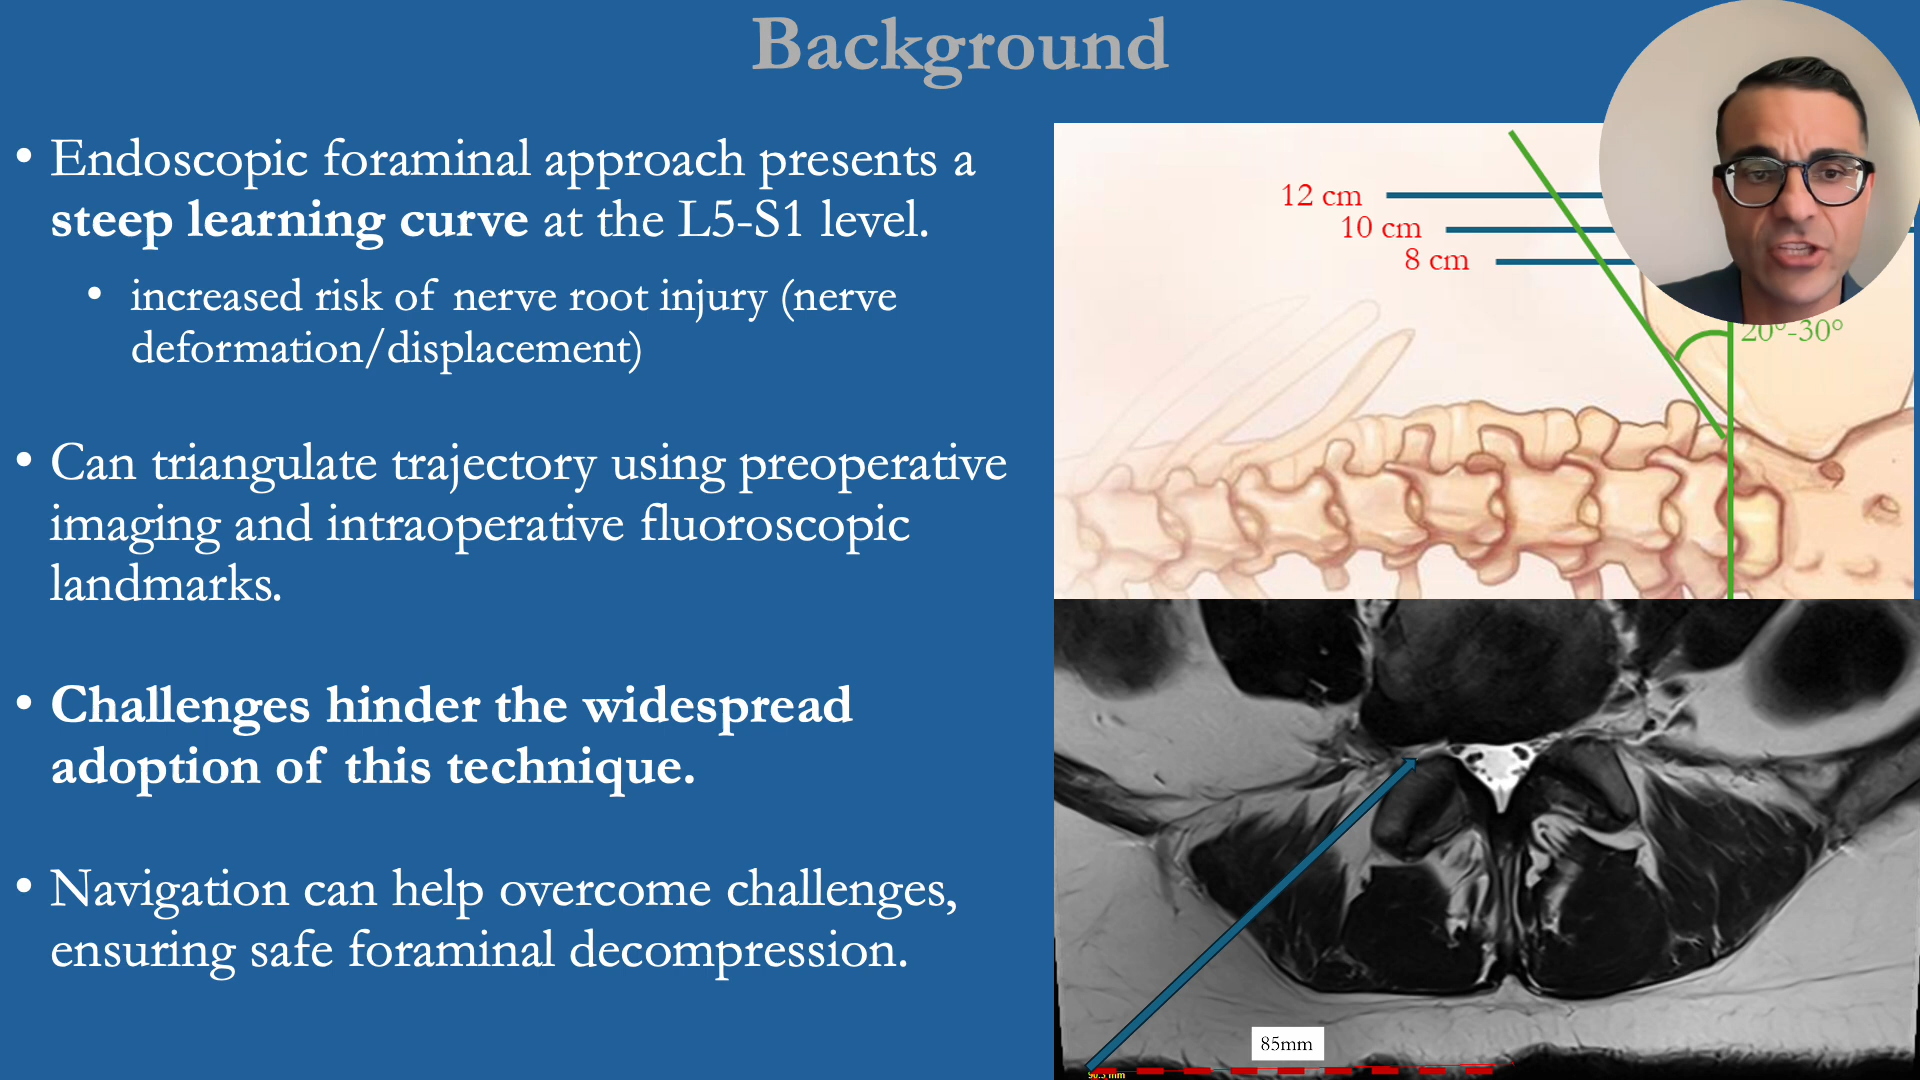 Background
• Endoscopic foraminal approach presents a
steep learning curve at the L5-S1 level.
• increased risk of nerve root injury (nerve
deformation/displacement)
• Can triangulate trajectory using preoperative
imaging and intraoperative fluoroscopic
landmarks.
• Challenges hinder the widespread
adoption of this technique.
• Navigation can help overcome challenges,
ensuring safe foraminal decompression.
12 cm
10 cm
8 cm
20°-30°
85mm